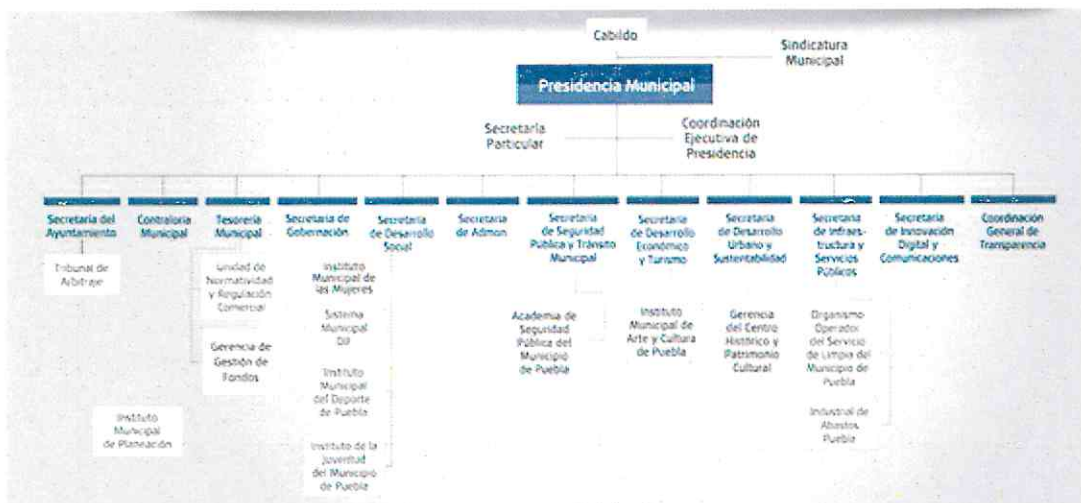 Cabildo
Sindicatura
Municipal
Presidencia Municipal
Secretaría
Particular
Coordinación
Ejecutiva de
Presidencia
Secretaría del
Ayuntamiento
Contraloría
Municipal
Tesorería
Municipal
Secretaría de
Gobernación
Secretaría
de Desarrollo
Social
Secretaría
de Admon
Secretaría
de Seguridad
Pública y Tránsito
Municipal
Secretaría
de Desarrollo
Económico
y Turismo
Secretaría
de Desarrollo
Urbano y
Sustentabilidad
Secretaría
de Infraes-
tructura y
Servicios
Públicos
Secretaría
de Innovación
Digital y
Comunicaciones
Coordinación
General de
Transparencia
Tribunal de
Arbitraje
Unidad de
Normatividad
y Regulación
Comercial
Gerencia de
Gestión de
Fondos
Instituto
Municipal
de Planeación
Instituto
Municipal de
las Mujeres
Sistema
Municipal
DIF
Instituto
Municipal
del Deporte
de Puebla
Instituto de la
Juventud
del Municipio
de Puebla
Academia de
Seguridad
Pública del
Municipio
de Puebla
Instituto
Municipal de
Arte y Cultura
de Puebla
Gerencia
del Centro
Histórico y
Patrimonio
Cultural
Organismo
Operador
del Servicio
de Limpia del
Municipio de
Puebla
Industrial de
Abastos
Puebla